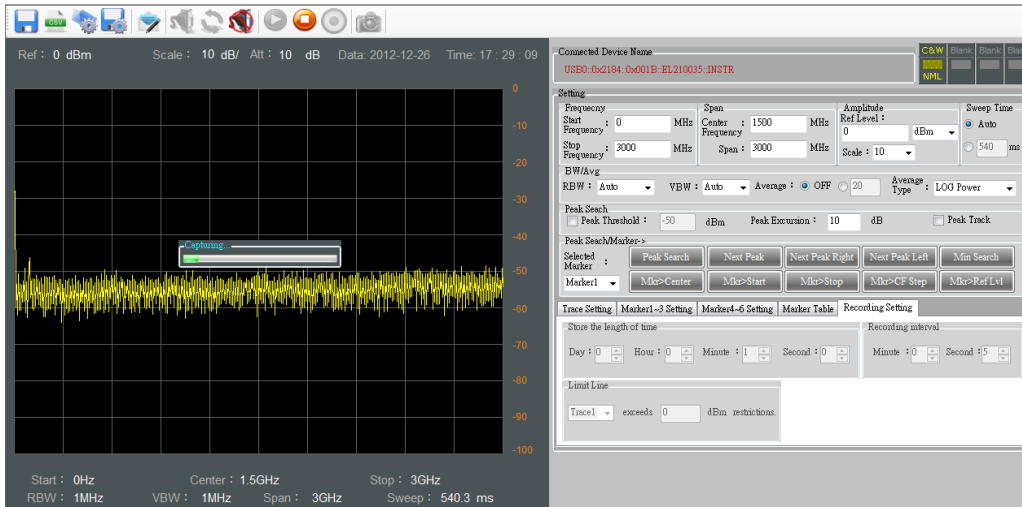 CSV
Ref : 0 dBm Scale : 10 dB/ Att : 10 dB Data: 2012-12-26 Time: 17 : 29 : 09
0
-10
-20
-30
-40
-50
-60
-70
-80
-90
-100
Capturing...
Start : 0Hz Center : 1.5GHz Stop : 3GHz
RBW : 1MHz VBW : 1MHz Span : 3GHz Sweep : 540.3 ms
Connected Device Name
USB0::0x2184::0x001B::EL210035::INSTR
C&W Blank Blank
NML
Setting
Frequecny Span Amplitude Sweep Time
Start Frequency : 0 MHz Center Frequency : 1500 MHz Ref Level : 0 dBm Auto
Stop Frequency : 3000 MHz Span : 3000 MHz Scale : 10 540 ms
BW/Avg
RBW : Auto VBW : Auto Average : OFF 20 Average Type : LOG Power
Peak Seach
Peak Threshold : -50 dBm Peak Excursion : 10 dB Peak Track
Peak Seach/Marker->
Selected Marker : Peak Search Next Peak Next Peak Right Next Peak Left Min Search
Marker1 Mkr>Center Mkr>Start Mkr>Stop Mkr>CF Step Mkr>Ref Lvl
Trace Setting Marker1~3 Setting Marker4~6 Setting Marker Table Recording Setting
Store the length of time Recording interval
Day : 0 Hour : 0 Minute : 1 Second : 0 Minute : 0 Second : 5
Limit Line
Trace1 exceeds 0 dBm restrictions.